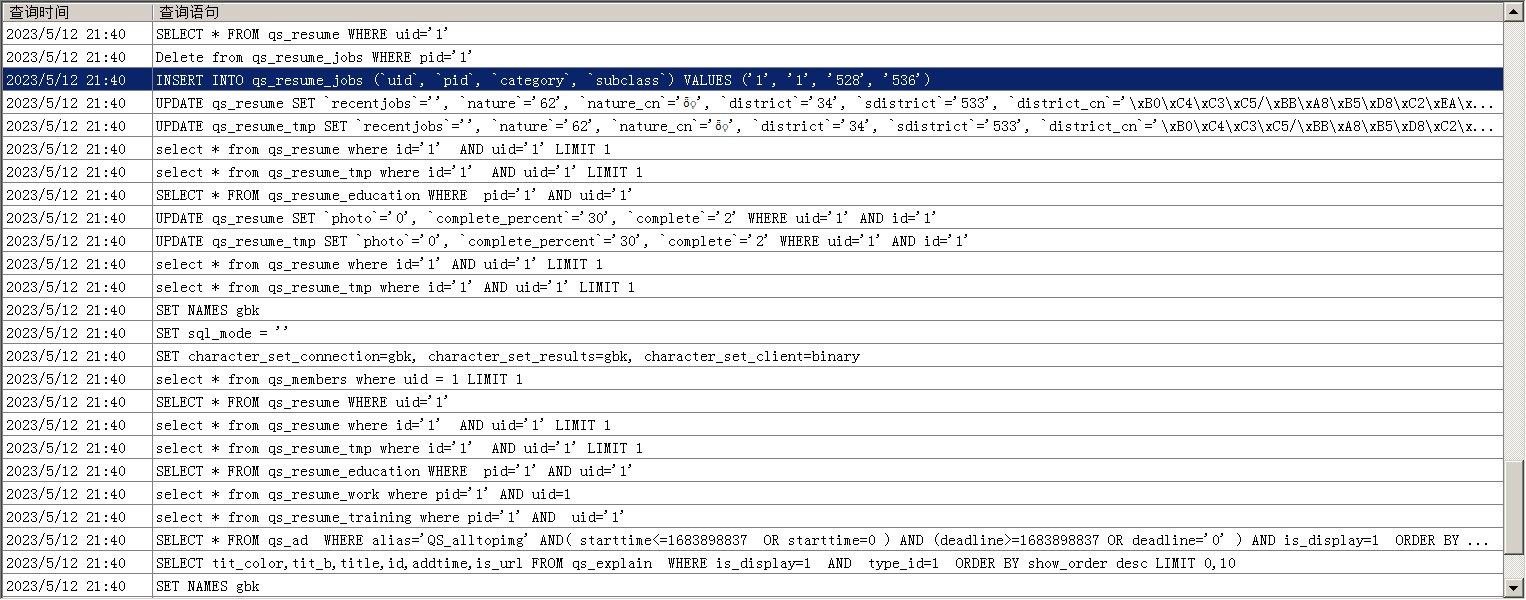 查询时间 查询语句
2023/5/12 21:40 SELECT * FROM qs_resume WHERE uid='1'
2023/5/12 21:40 Delete from qs_resume_jobs WHERE pid='1'
2023/5/12 21:40 INSERT INTO qs_resume_jobs (`uid`, `pid`, `category`, `subclass`) VALUES ('1', '1', '528', '536')
2023/5/12 21:40 UPDATE qs_resume SET `recentjobs`='', `nature`='62', `nature_cn`='', `district`='34', `sdistrict`='533', `district_cn`='\xB0\xC4\xC3\xC5/\xBB\xA8\xB5\xD8\xC2\xEA\x...
2023/5/12 21:40 UPDATE qs_resume_tmp SET `recentjobs`='', `nature`='62', `nature_cn`='', `district`='34', `sdistrict`='533', `district_cn`='\xB0\xC4\xC3\xC5/\xBB\xA8\xB5\xD8\xC2\x...
2023/5/12 21:40 select * from qs_resume where id='1'  AND uid='1' LIMIT 1
2023/5/12 21:40 select * from qs_resume_tmp where id='1'  AND uid='1' LIMIT 1
2023/5/12 21:40 SELECT * FROM qs_resume_education WHERE  pid='1' AND uid='1'
2023/5/12 21:40 UPDATE qs_resume SET `photo`='0', `complete_percent`='30', `complete`='2' WHERE uid='1' AND id='1'
2023/5/12 21:40 UPDATE qs_resume_tmp SET `photo`='0', `complete_percent`='30', `complete`='2' WHERE uid='1' AND id='1'
2023/5/12 21:40 select * from qs_resume where id='1' AND uid='1' LIMIT 1
2023/5/12 21:40 select * from qs_resume_tmp where id='1' AND uid='1' LIMIT 1
2023/5/12 21:40 SET NAMES gbk
2023/5/12 21:40 SET sql_mode = ''
2023/5/12 21:40 SET character_set_connection=gbk, character_set_results=gbk, character_set_client=binary
2023/5/12 21:40 select * from qs_members where uid = 1 LIMIT 1
2023/5/12 21:40 SELECT * FROM qs_resume WHERE uid='1'
2023/5/12 21:40 select * from qs_resume where id='1'  AND uid='1' LIMIT 1
2023/5/12 21:40 select * from qs_resume_tmp where id='1'  AND uid='1' LIMIT 1
2023/5/12 21:40 SELECT * FROM qs_resume_education WHERE  pid='1' AND uid='1'
2023/5/12 21:40 select * from qs_resume_work where pid='1' AND uid=1
2023/5/12 21:40 select * from qs_resume_training where pid='1' AND  uid='1'
2023/5/12 21:40 SELECT * FROM qs_ad  WHERE alias='QS_alltopimg' AND( starttime<=1683898837  OR starttime=0 ) AND (deadline>=1683898837 OR deadline='0' ) AND is_display=1  ORDER BY ...
2023/5/12 21:40 SELECT tit_color,tit_b,title,id,addtime,is_url FROM qs_explain  WHERE is_display=1  AND  type_id=1  ORDER BY show_order desc LIMIT 0,10
2023/5/12 21:40 SET NAMES gbk